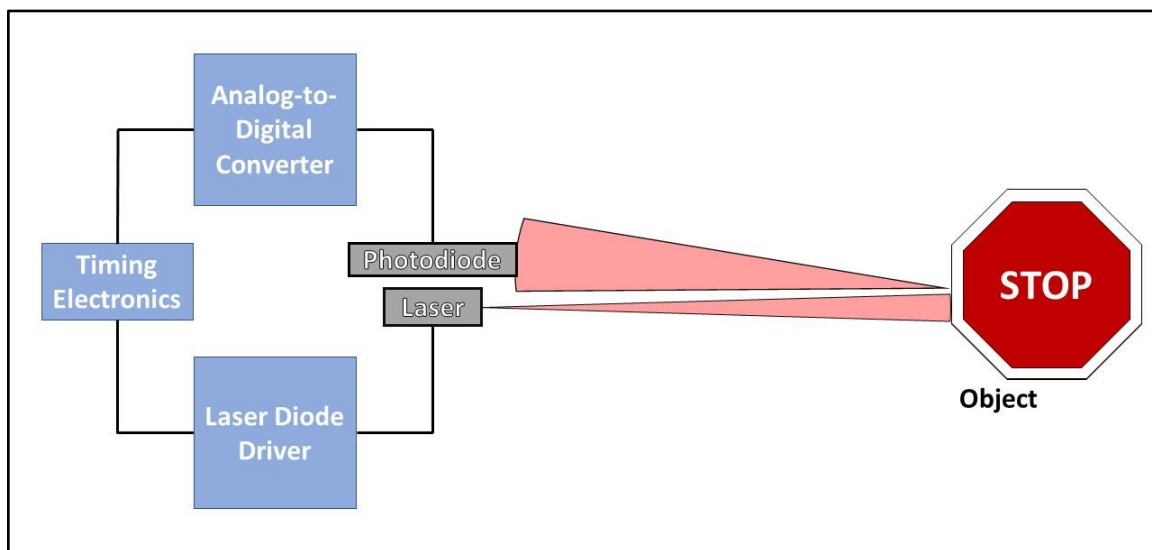 Analog-to-
Digital
Converter
Timing
Electronics
Photodiode
Laser
STOP
Laser Diode
Driver
Object